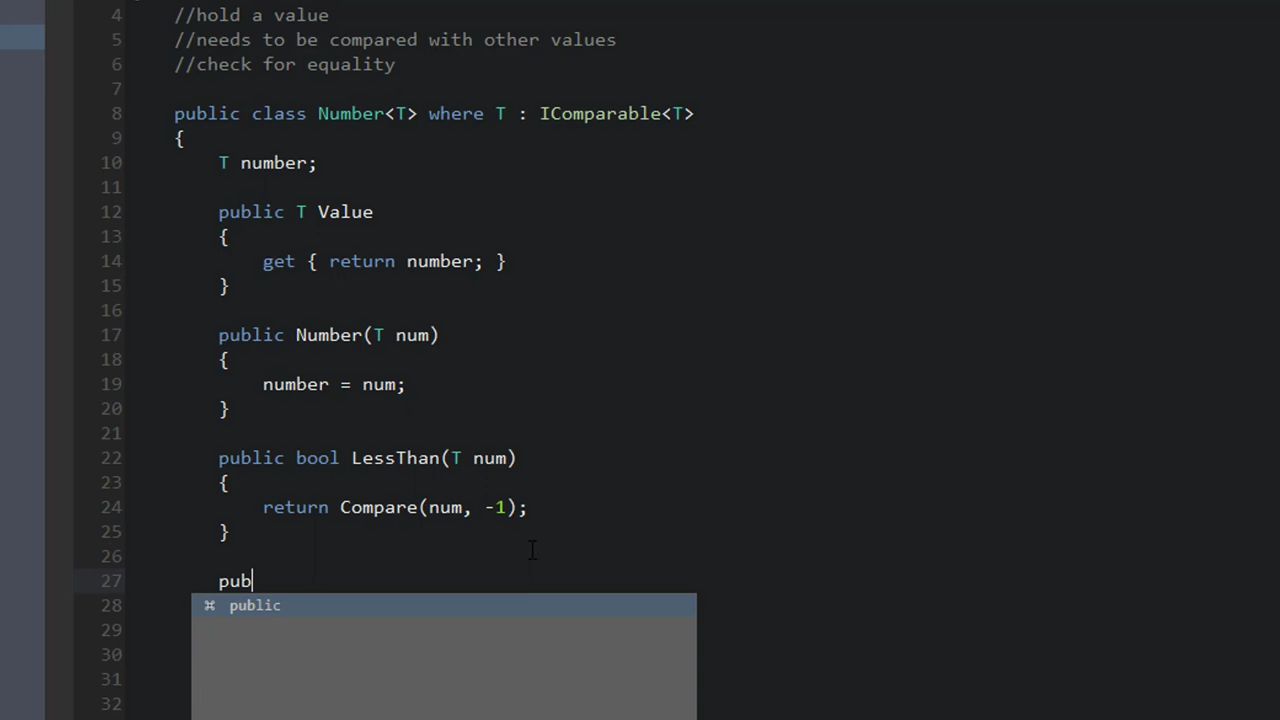 4 //hold a value
5 //needs to be compared with other values
6 //check for equality
7
8 public class Number<T> where T : IComparable<T>
9 {
10 T number;
11
12 public T Value
13 {
14 get { return number; }
15 }
16
17 public Number(T num)
18 {
19 number = num;
20 }
21
22 public bool LessThan(T num)
23 {
24 return Compare(num, -1);
25 }
26
27 pub
28 public
29
30
31
32